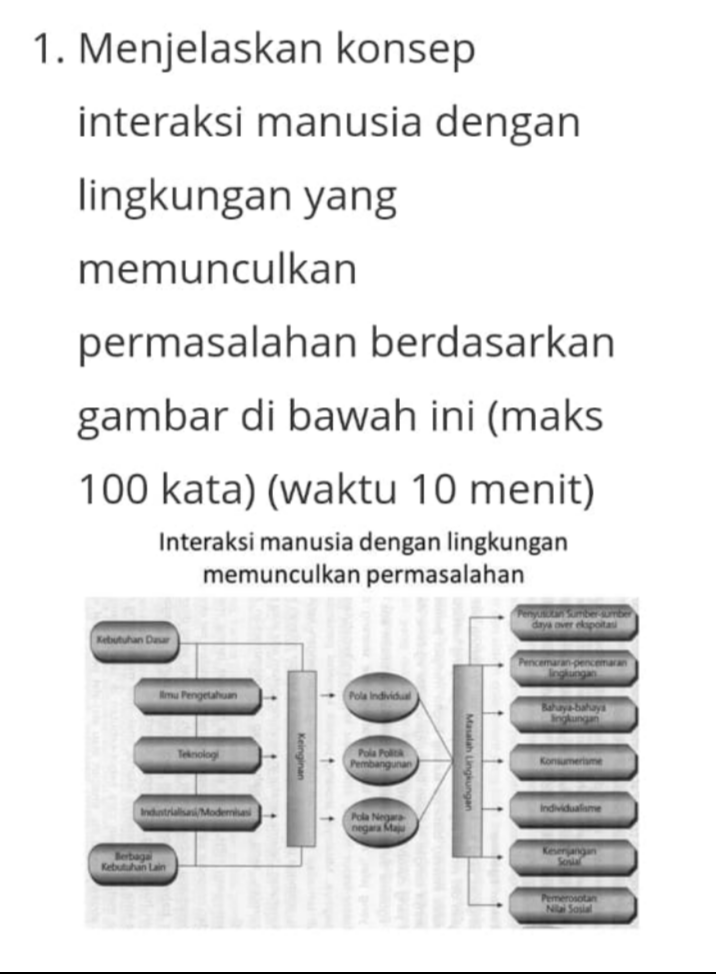 1. Menjelaskan konsep
interaksi manusia dengan
lingkungan yang
memunculkan
permasalahan berdasarkan
gambar di bawah ini (maks
100 kata) (waktu 10 menit)
Interaksi manusia dengan lingkungan
memunculkan permasalahan
Kebutuhan Dasar
Ilmu Pengetahuan
Teknologi
Industrialisasi/Modernisasi
Berbagai
Kebutuhan Lain
Keinginan
Pola Individual
Pola Politik
Pembangunan
Pola Negara-
negara Maju
Masalah Lingkungan
Penyusutan Sumber-sumber
daya over ekspoitasi
Pencemaran-pencemaran
lingkungan
Bahaya-bahaya
lingkungan
Konsumerisme
Individualisme
Kesenjangan
Sosial
Pemerosotan
Nilai Sosial